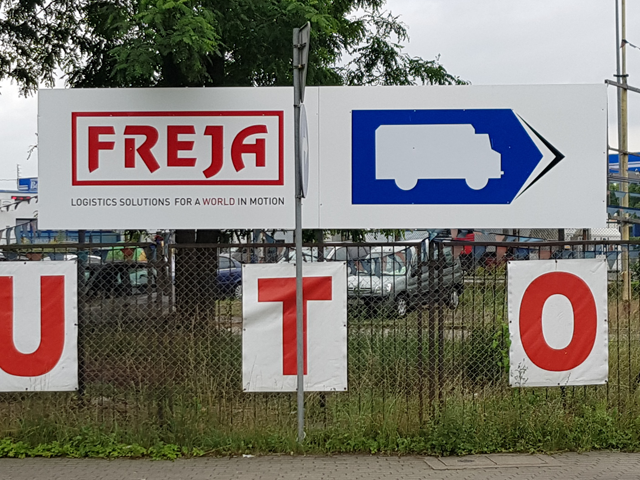 FREJA
LOGISTICS SOLUTIONS FOR A WORLD IN MOTION
U T O